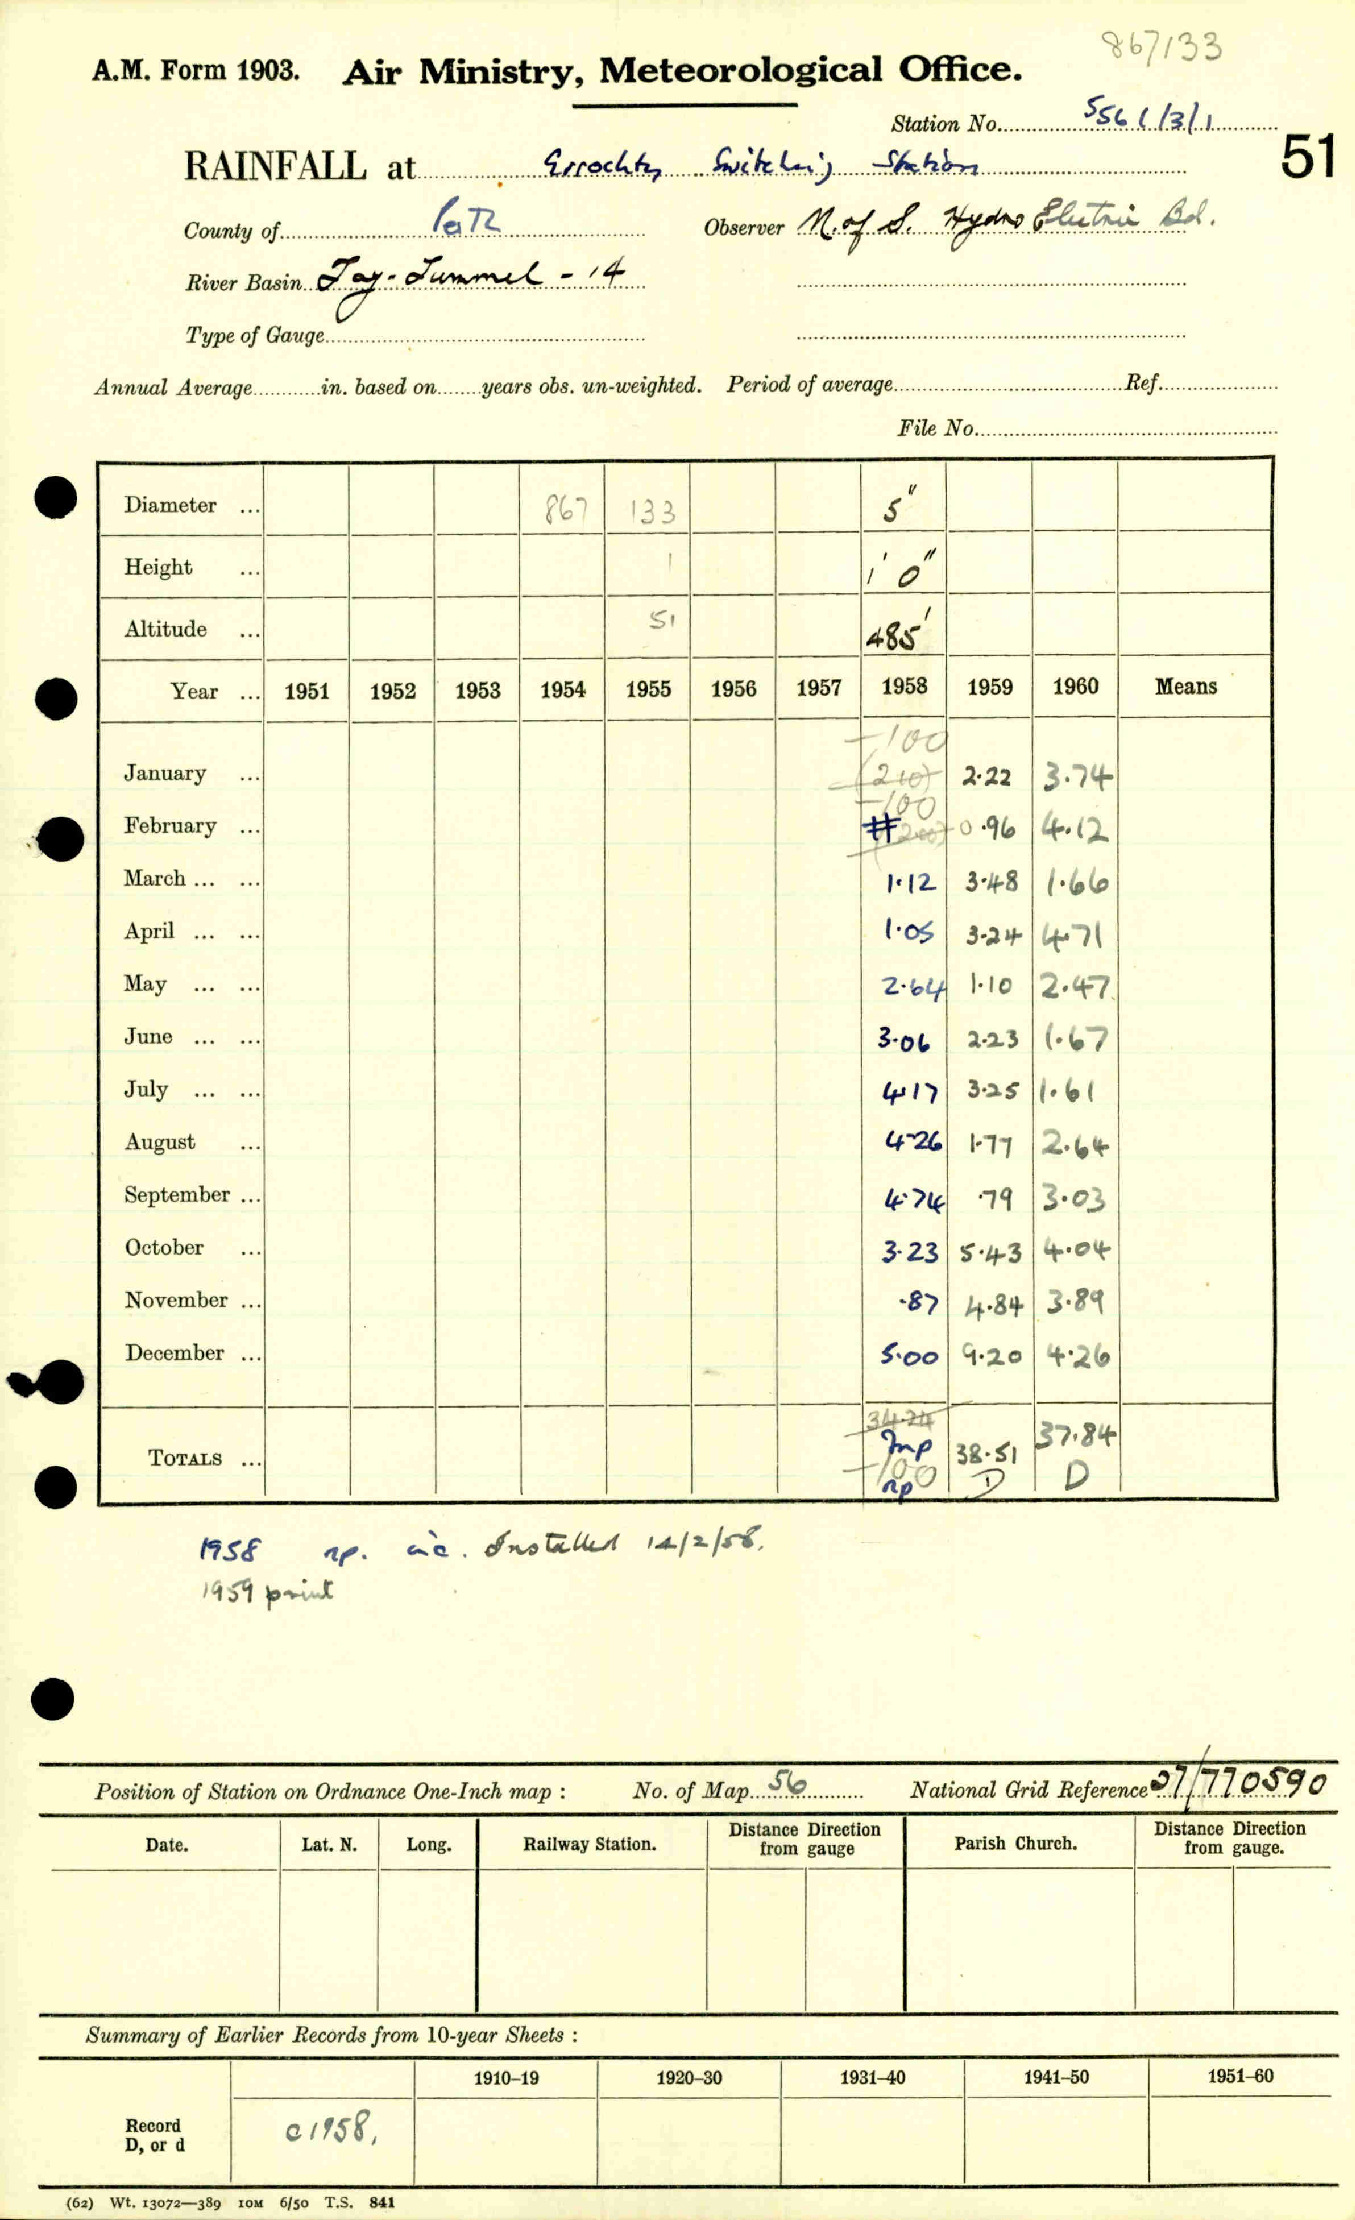 867/133
A.M. Form 1903. Air Ministry, Meteorological Office.
Station No. 5561/3/1
51
RAINFALL at Errochty Switching Station
County of Perth Observer N. of S. Hydro Electric Bd.
River Basin Tay-Tummel - 14
Type of Gauge
Annual Average in. based on years obs. un-weighted. Period of average Ref.
File No.
Diameter ... 867 133 5"
Height ... 1 1' 0"
Altitude ... 51 485'
Year ... 1951 1952 1953 1954 1955 1956 1957 1958 1959 1960 Means
-100
January ... (210) 2.22 3.74
-100
February ... # (200) 0.96 4.12
March ... ... 1.12 3.48 1.66
April ... ... 1.05 3.24 4.71
May ... ... 2.64 1.10 2.47
June ... ... 3.06 2.23 1.67
July ... ... 4.17 3.25 1.61
August ... 4.26 1.77 2.64
September ... 4.74 .79 3.03
October ... 3.23 5.43 4.04
November ... .87 4.84 3.89
December ... 5.00 9.20 4.26
34.24
TOTALS ... Inp 38.51 37.84
-100
np D D
1958 np. inc. Installed 14/2/58.
1959 print
Position of Station on Ordnance One-Inch map : No. of Map 56 National Grid Reference 27/770590
Date. Lat. N. Long. Railway Station. Distance Direction from gauge Parish Church. Distance Direction from gauge.
Summary of Earlier Records from 10-year Sheets :
1910–19 1920–30 1931–40 1941–50 1951–60
Record
D, or d c1958.
(62) Wt. 13072—389 10M 6/50 T.S. 841